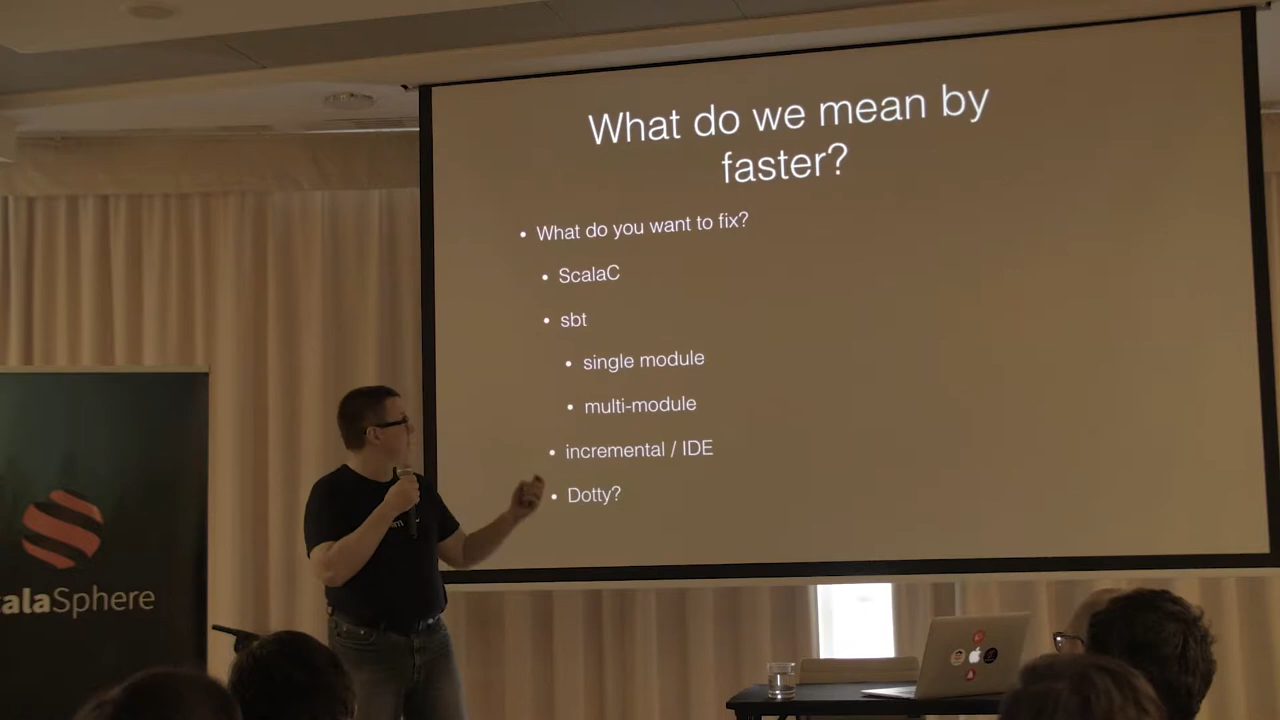 What do we mean by
faster?
• What do you want to fix?
• ScalaC
• sbt
• single module
• multi-module
• incremental / IDE
• Dotty?
alaSphere